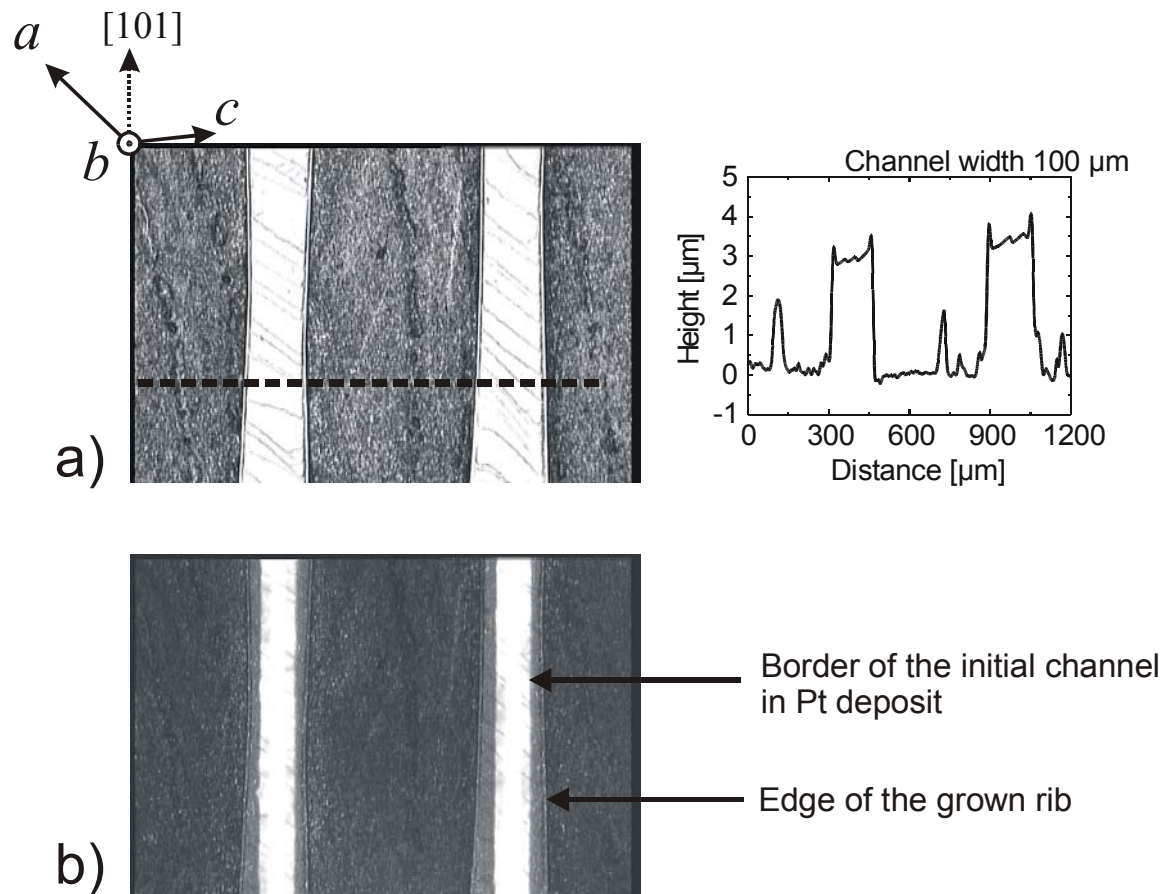 [101]
a
c
b
a)
Channel width 100 µm
5
4
3
2
1
0
-1
Height [µm]
0 300 600 900 1200
Distance [µm]
Border of the initial channel
in Pt deposit
Edge of the grown rib
b)